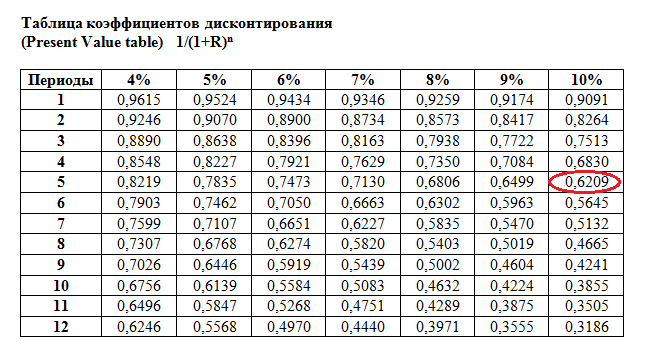 Таблица коэффициентов дисконтирования
(Present Value table) 1/(1+R)ⁿ
Периоды 4% 5% 6% 7% 8% 9% 10%
1 0,9615 0,9524 0,9434 0,9346 0,9259 0,9174 0,9091
2 0,9246 0,9070 0,8900 0,8734 0,8573 0,8417 0,8264
3 0,8890 0,8638 0,8396 0,8163 0,7938 0,7722 0,7513
4 0,8548 0,8227 0,7921 0,7629 0,7350 0,7084 0,6830
5 0,8219 0,7835 0,7473 0,7130 0,6806 0,6499 0,6209
6 0,7903 0,7462 0,7050 0,6663 0,6302 0,5963 0,5645
7 0,7599 0,7107 0,6651 0,6227 0,5835 0,5470 0,5132
8 0,7307 0,6768 0,6274 0,5820 0,5403 0,5019 0,4665
9 0,7026 0,6446 0,5919 0,5439 0,5002 0,4604 0,4241
10 0,6756 0,6139 0,5584 0,5083 0,4632 0,4224 0,3855
11 0,6496 0,5847 0,5268 0,4751 0,4289 0,3875 0,3505
12 0,6246 0,5568 0,4970 0,4440 0,3971 0,3555 0,3186